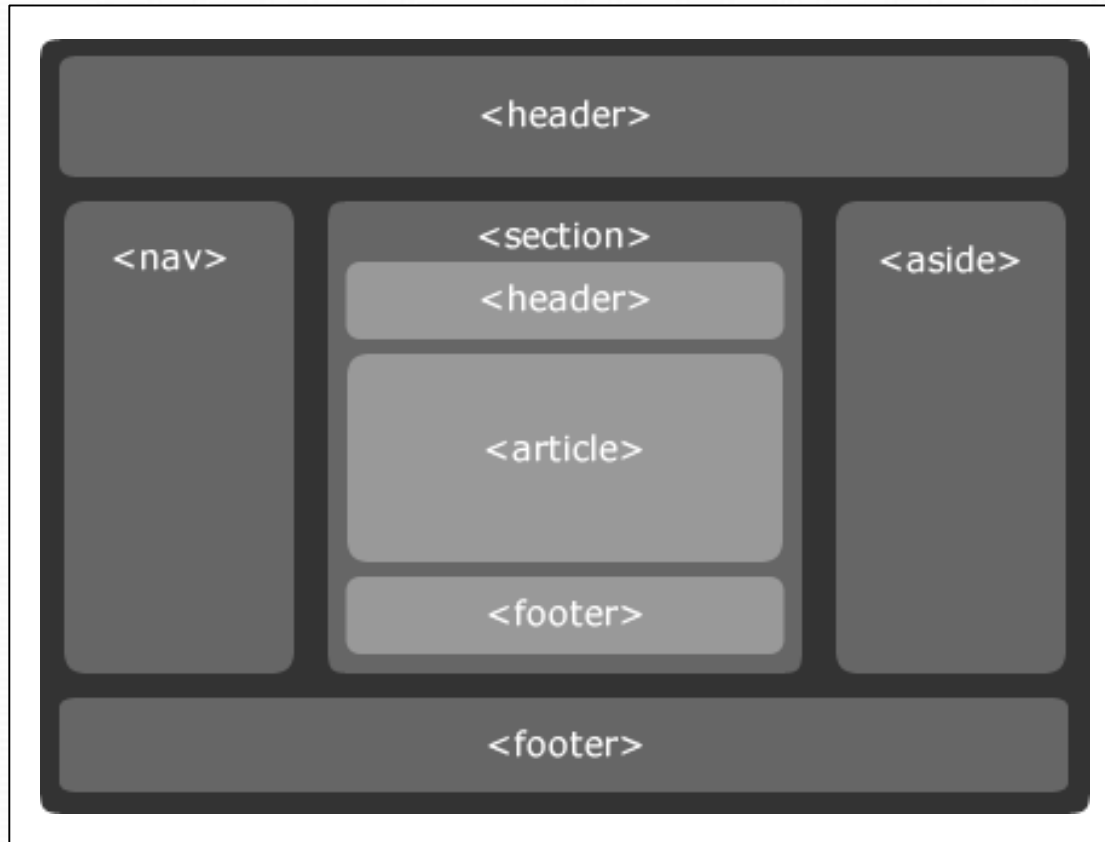 <header>
<nav>
<section>
<header>
<article>
<footer>
<aside>
<footer>